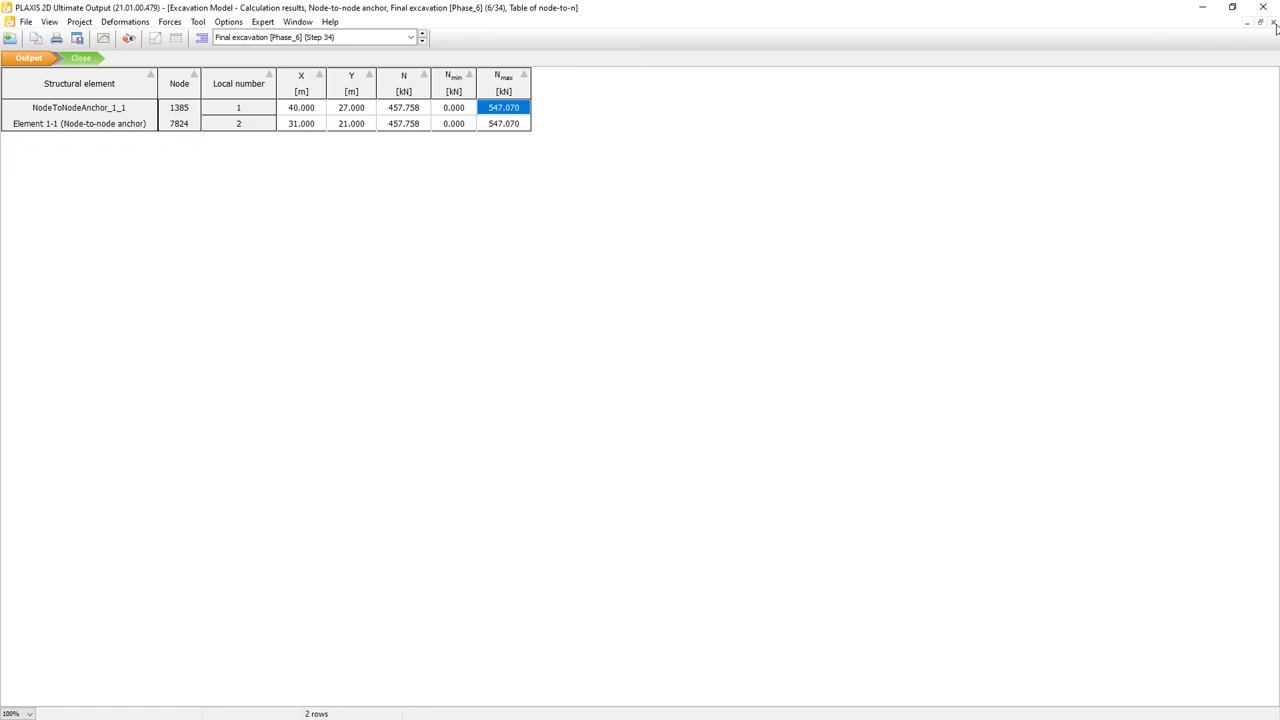 PLAXIS 2D Ultimate Output (21.01.00.479) - [Excavation Model - Calculation results, Node-to-node anchor, Final excavation [Phase_6] (6/34), Table of node-to-n]
File View Project Deformations Forces Tool Options Expert Window Help
Final excavation [Phase_6] (Step 34)
Output Close
Structural element Node Local number X [m] Y [m] N [kN] Nmin [kN] Nmax [kN]
NodeToNodeAnchor_1_1 1385 1 40.000 27.000 457.758 0.000 547.070
Element 1-1 (Node-to-node anchor) 7824 2 31.000 21.000 457.758 0.000 547.070
100% 2 rows